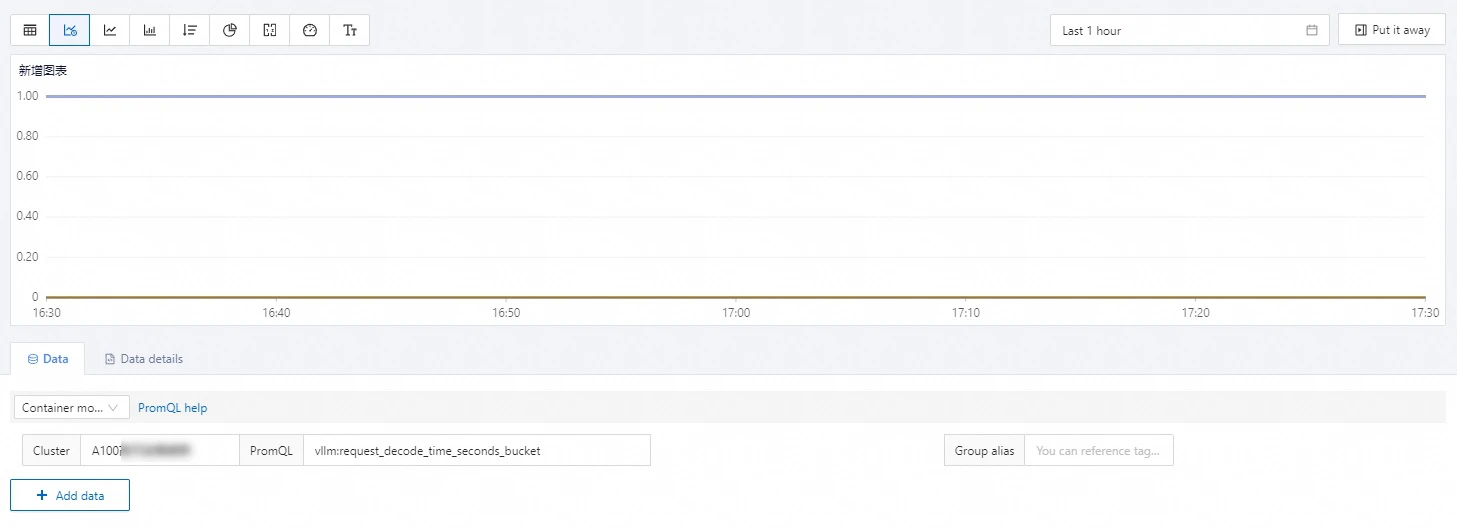 Tт
Last 1 hour
Put it away
新增图表
1.00
0.80
0.60
0.40
0.20
0
16:30 16:40 16:50 17:00 17:10 17:20 17:30
Data Data details
Container mo... PromQL help
Cluster A100 PromQL vllm:request_decode_time_seconds_bucket Group alias You can reference tag...
+ Add data